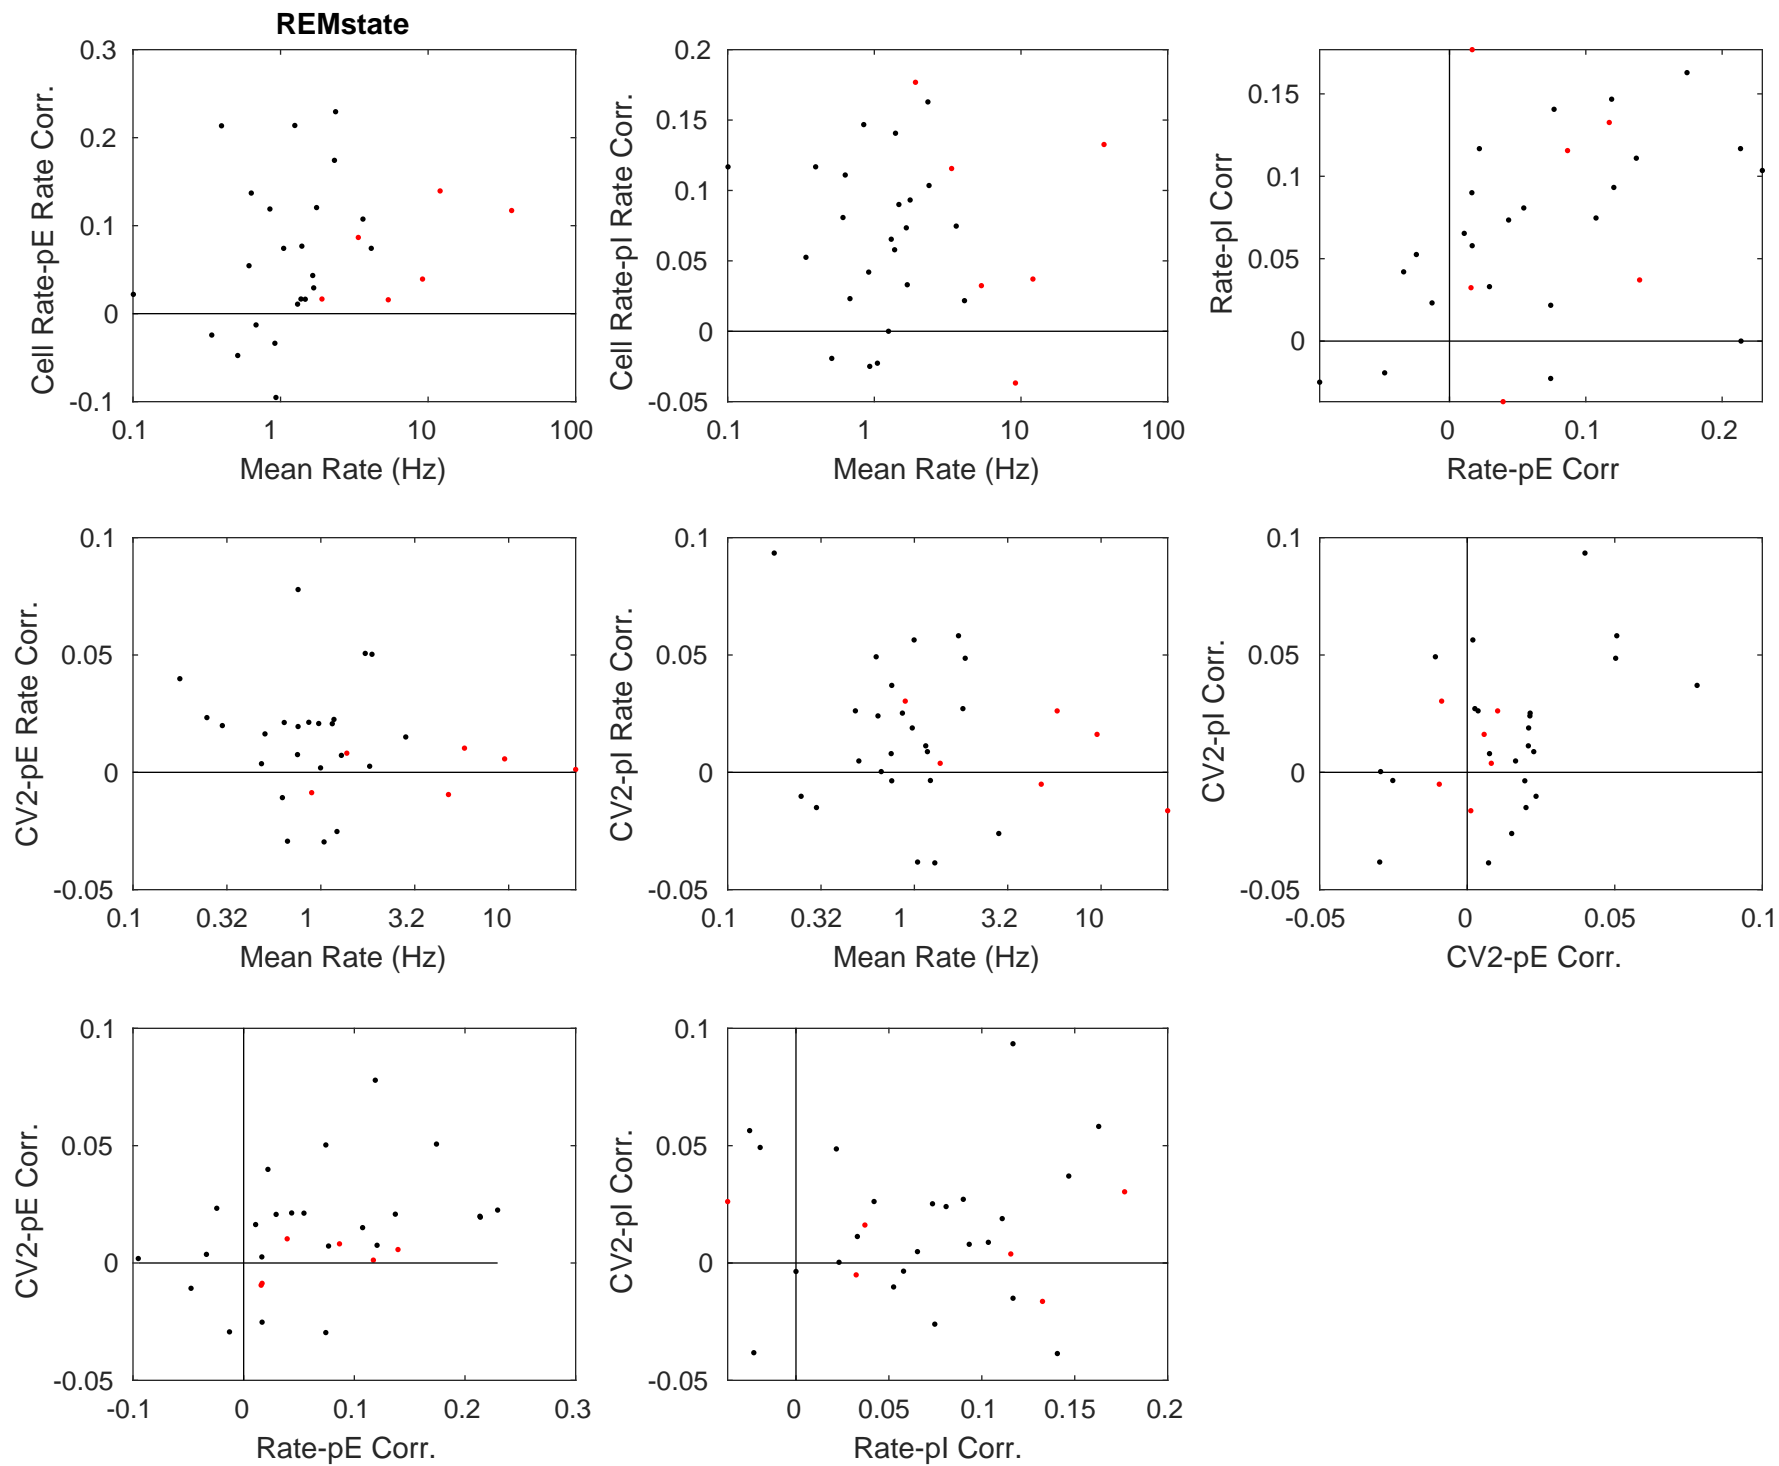 REMstate
0.3
0.2
0.1
0
-0.1
Cell Rate-pE Rate Corr.
0.1 1 10 100
Mean Rate (Hz)
0.2
0.15
0.1
0.05
0
-0.05
Cell Rate-pI Rate Corr.
0.1 1 10 100
Mean Rate (Hz)
0.15
0.1
0.05
0
Rate-pI Corr
0 0.1 0.2
Rate-pE Corr
0.1
0.05
0
-0.05
CV2-pE Rate Corr.
0.1 0.32 1 3.2 10
Mean Rate (Hz)
0.1
0.05
0
-0.05
CV2-pI Rate Corr.
0.1 0.32 1 3.2 10
Mean Rate (Hz)
0.1
0.05
0
-0.05
CV2-pI Corr.
-0.05 0 0.05 0.1
CV2-pE Corr.
0.1
0.05
0
-0.05
CV2-pE Corr.
-0.1 0 0.1 0.2 0.3
Rate-pE Corr.
0.1
0.05
0
-0.05
CV2-pI Corr.
0 0.05 0.1 0.15 0.2
Rate-pI Corr.